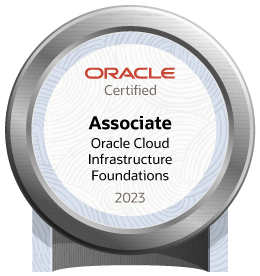 ORACLE
Certified
Associate
Oracle Cloud
Infrastructure
Foundations
2023